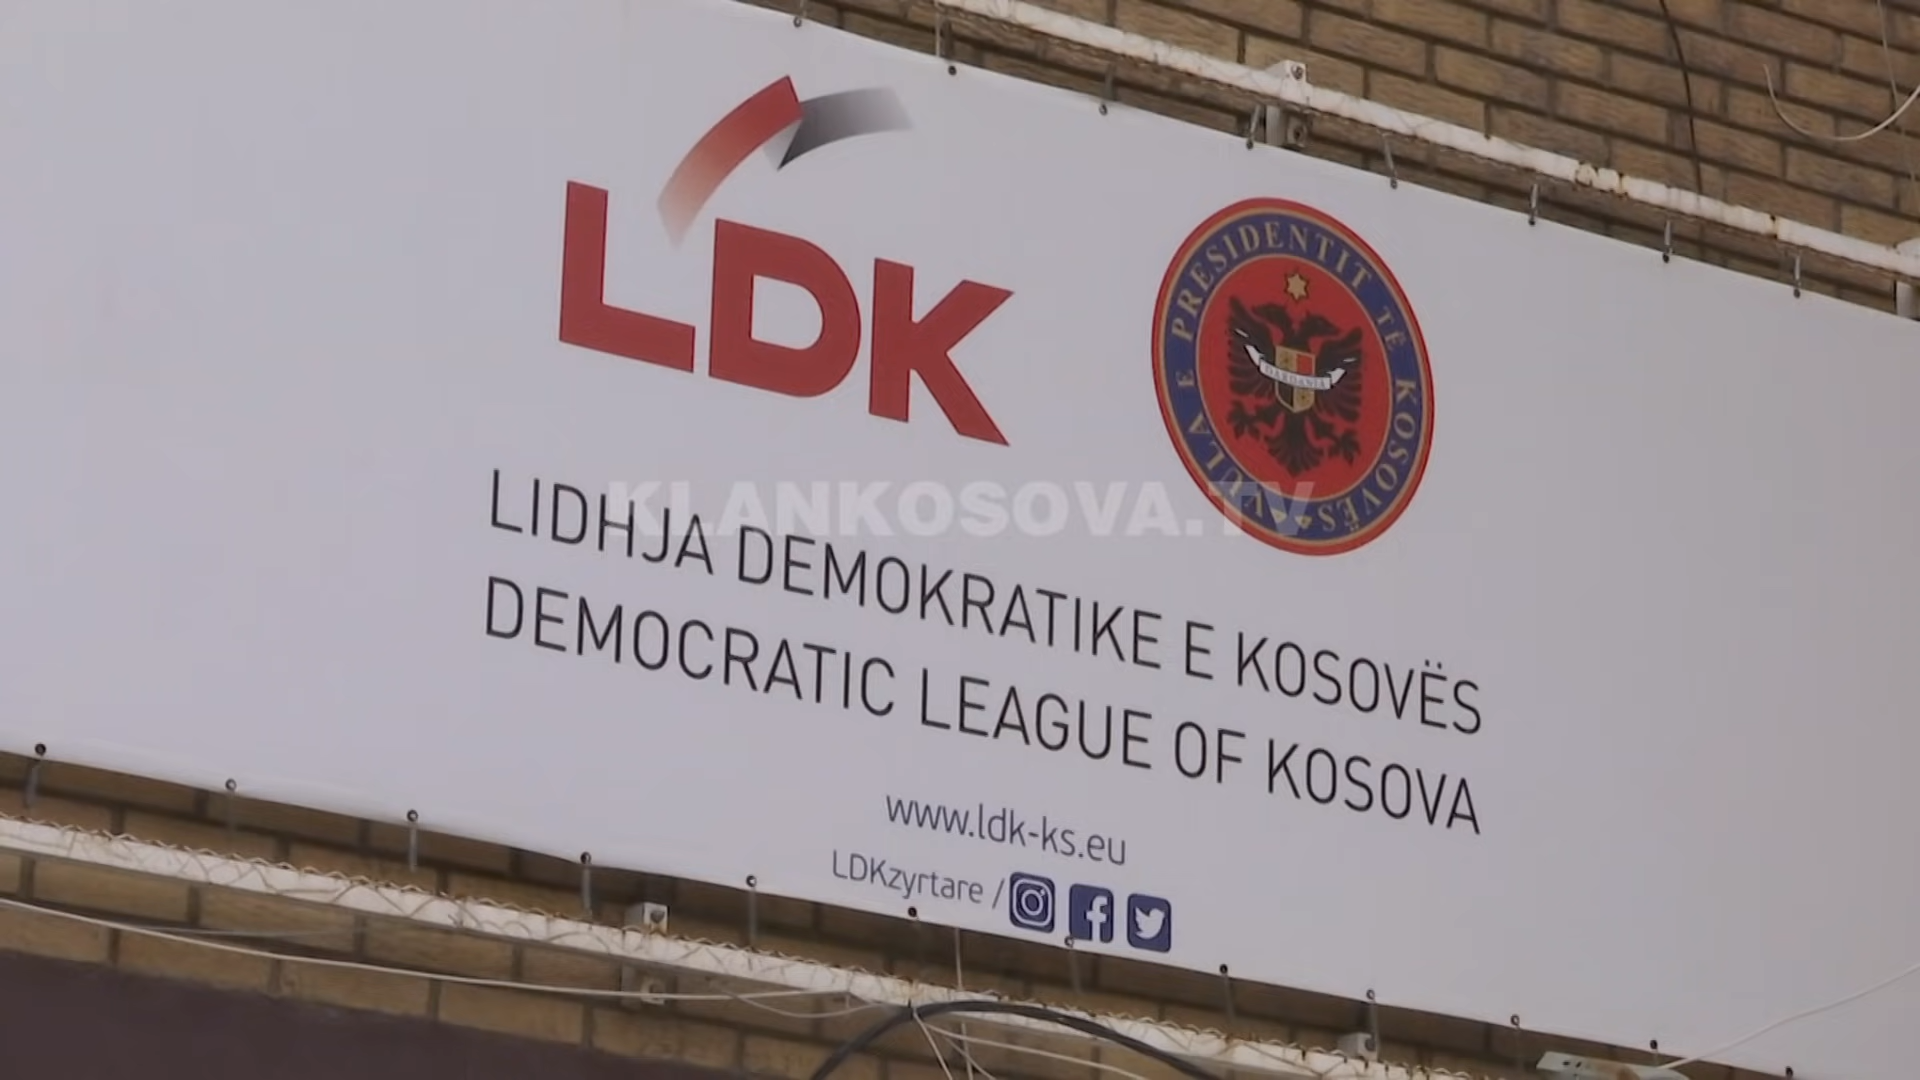 LDK
VULA E PRESIDENTIT TË KOSOVËS
DARDANIA
KLANKOSOVA.TV
LIDHJA DEMOKRATIKE E KOSOVËS
DEMOCRATIC LEAGUE OF KOSOVA
www.ldk-ks.eu
LDKzyrtare /